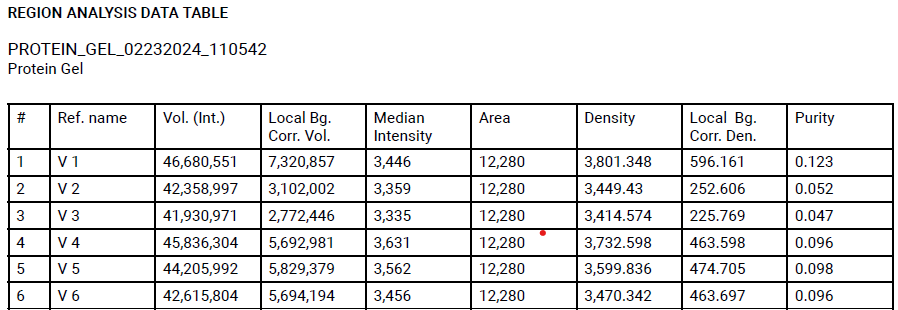 REGION ANALYSIS DATA TABLE
PROTEIN_GEL_02232024_110542
Protein Gel
# Ref. name Vol. (Int.) Local Bg. Corr. Vol. Median Intensity Area Density Local Bg. Corr. Den. Purity
1 V 1 46,680,551 7,320,857 3,446 12,280 3,801.348 596.161 0.123
2 V 2 42,358,997 3,102,002 3,359 12,280 3,449.43 252.606 0.052
3 V 3 41,930,971 2,772,446 3,335 12,280 3,414.574 225.769 0.047
4 V 4 45,836,304 5,692,981 3,631 12,280 3,732.598 463.598 0.096
5 V 5 44,205,992 5,829,379 3,562 12,280 3,599.836 474.705 0.098
6 V 6 42,615,804 5,694,194 3,456 12,280 3,470.342 463.697 0.096